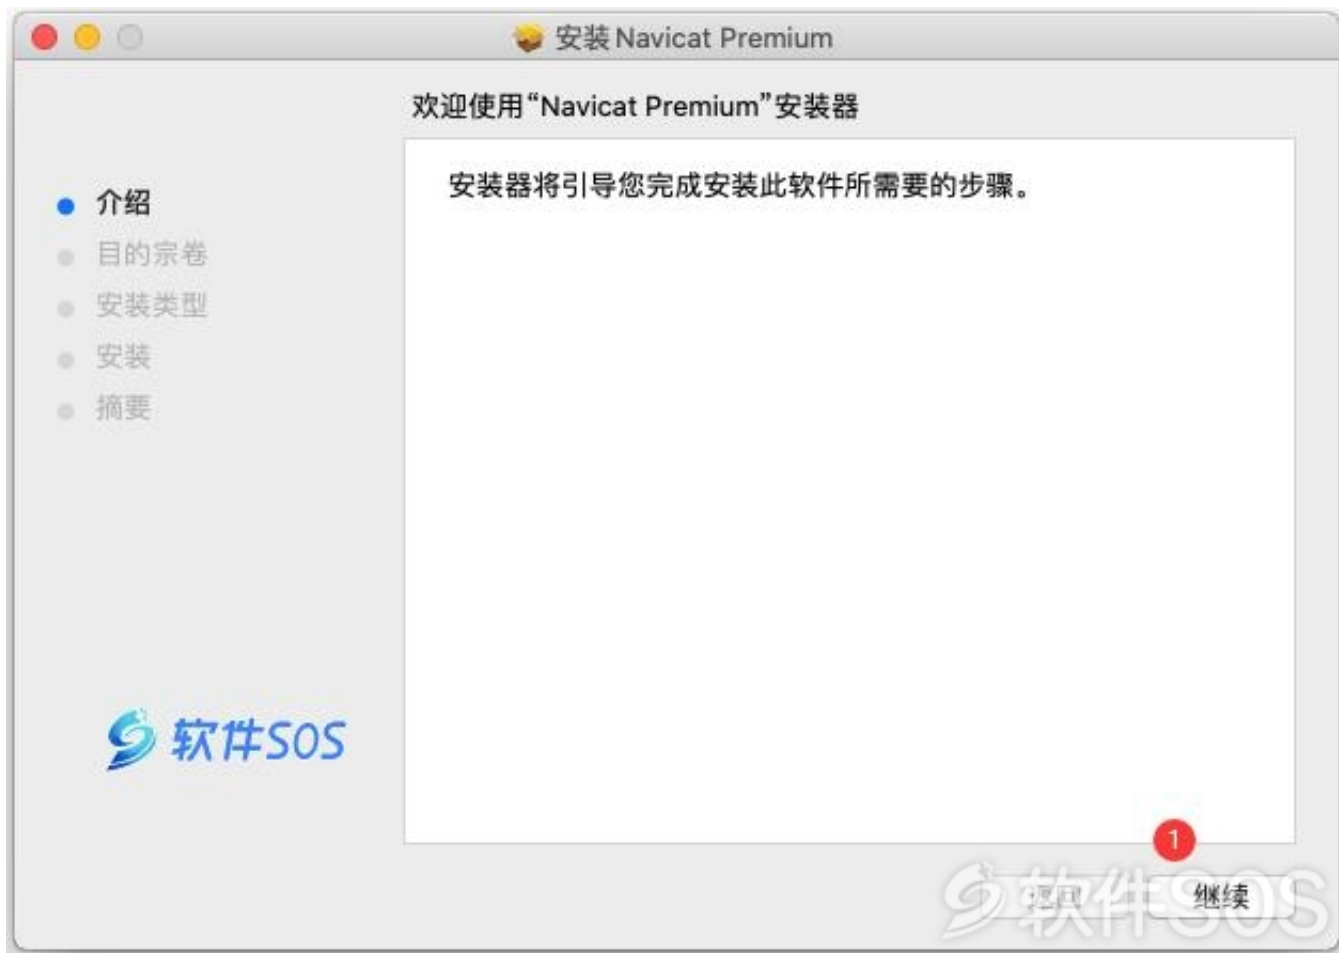 安装 Navicat Premium
欢迎使用“Navicat Premium”安装器
安装器将引导您完成安装此软件所需要的步骤。
介绍
目的宗卷
安装类型
安装
摘要
软件SOS
1
返回
继续
软件SOS